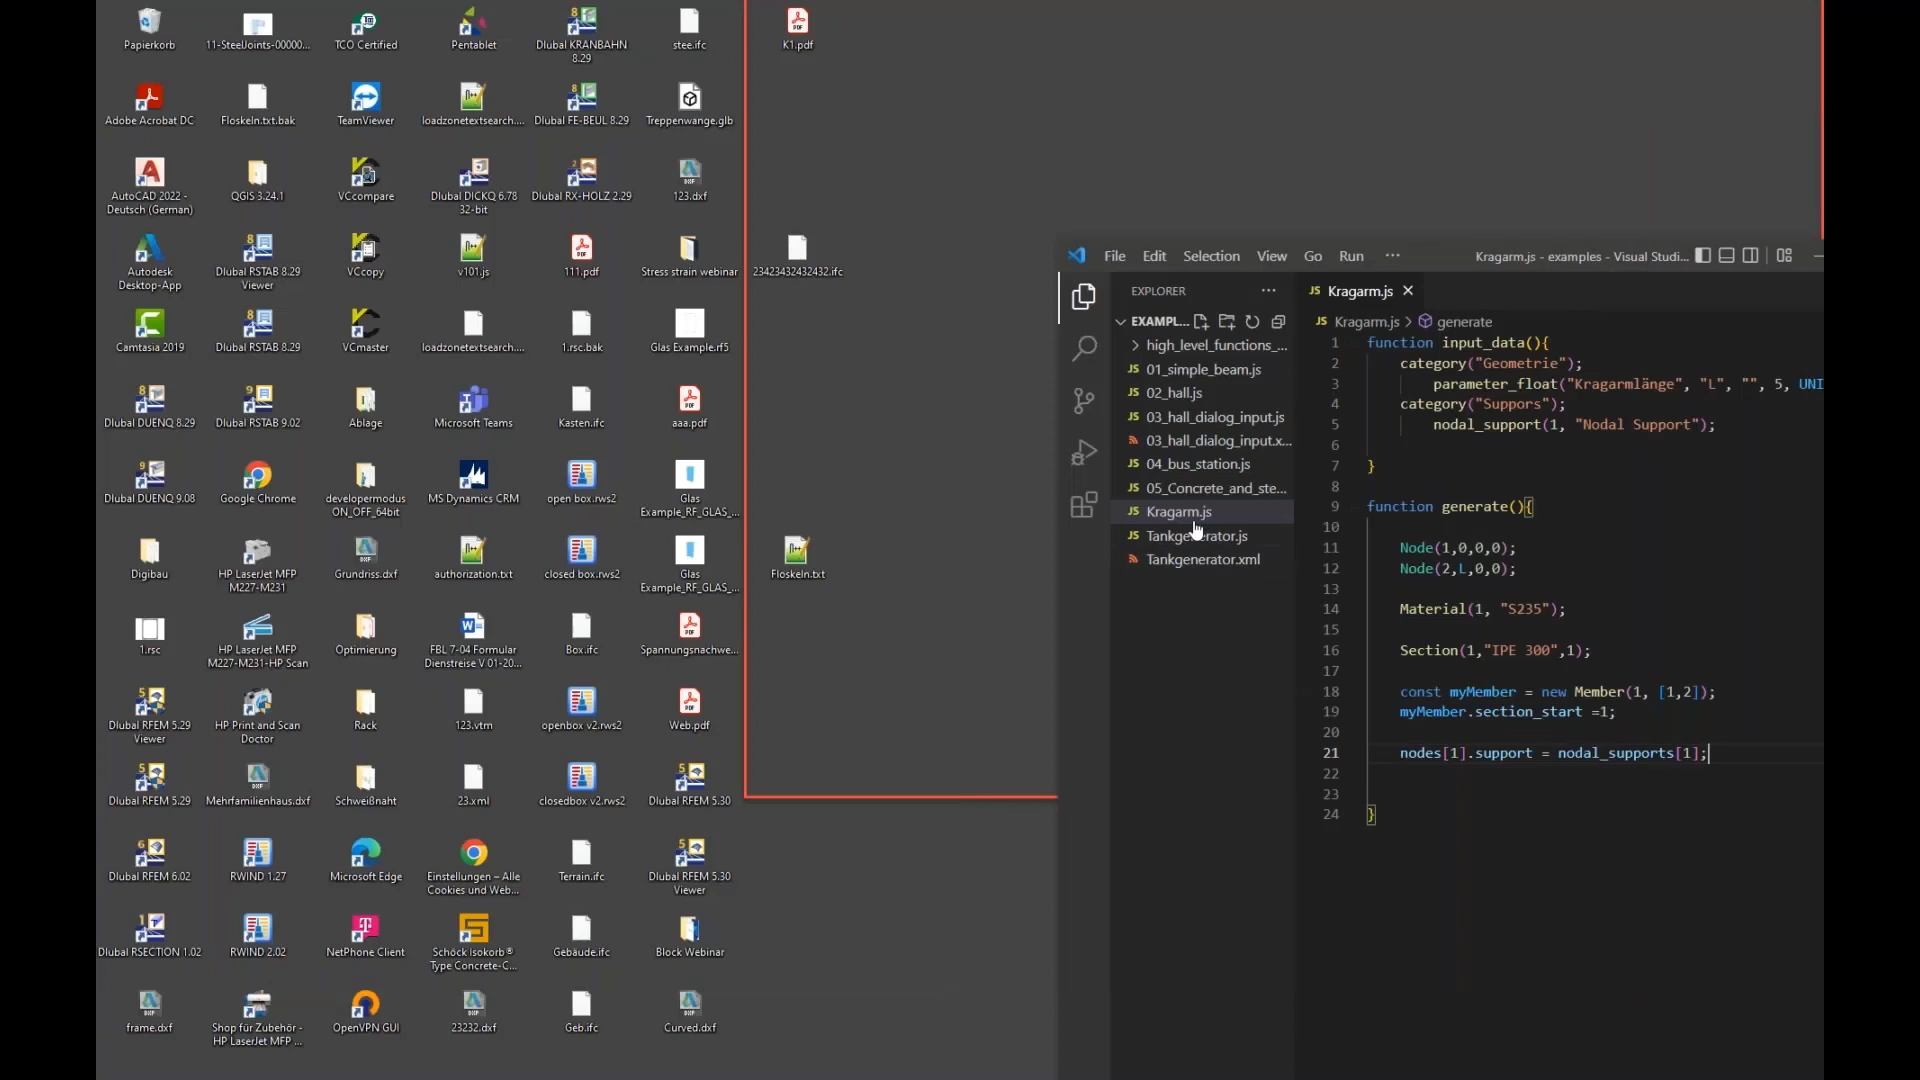 Papierkorb
11-SteelJoints-00000...
TCO Certified
Pentablet
Dlubal KRANBAHN
8.29
stee.ifc
K1.pdf
Adobe Acrobat DC
Floskeln.txt.bak
TeamViewer
loadzonetextsearch....
Dlubal FE-BEUL 8.29
Treppenwange.glb
AutoCAD 2022 -
Deutsch (German)
QGIS 3.24.1
VCcompare
Dlubal DICKQ 6.78
32-bit
Dlubal RX-HOLZ 2.29
123.dxf
Autodesk
Desktop-App
Dlubal RSTAB 8.29
Viewer
VCcopy
v101.js
111.pdf
Stress strain webinar
23423432432432.ifc
Camtasia 2019
Dlubal RSTAB 8.29
VCmaster
loadzonetextsearch....
1.rsc.bak
Glas Example.rf5
Dlubal DUENQ 8.29
Dlubal RSTAB 9.02
Ablage
Microsoft Teams
Kasten.ifc
aaa.pdf
Dlubal DUENQ 9.08
Google Chrome
developermodus
ON_OFF_64bit
MS Dynamics CRM
open box.rws2
Glas
Example_RF_GLAS_...
Digibau
HP LaserJet MFP
M227-M231
Grundriss.dxf
authorization.txt
closed box.rws2
Glas
Example_RF_GLAS_...
Floskeln.txt
1.rsc
HP LaserJet MFP
M227-M231-HP Scan
Optimierung
FBL 7-04 Formular
Dienstreise V 01-20...
Box.ifc
Spannungsnachwe...
Dlubal RFEM 5.29
Viewer
HP Print and Scan
Doctor
Rack
123.vtm
openbox v2.rws2
Web.pdf
Dlubal RFEM 5.29
Mehrfamilienhaus.dxf
Schweißnaht
23.xml
closedbox v2.rws2
Dlubal RFEM 5.30
Dlubal RFEM 6.02
RWIND 1.27
Microsoft Edge
Einstellungen – Alle
Cookies und Web...
Terrain.ifc
Dlubal RFEM 5.30
Viewer
Dlubal RSECTION 1.02
RWIND 2.02
NetPhone Client
Schöck Isokorb®
Type Concrete-C...
Gebäude.ifc
Block Webinar
frame.dxf
Shop für Zubehör -
HP LaserJet MFP ...
OpenVPN GUI
23232.dxf
Geb.ifc
Curved.dxf
File Edit Selection View Go Run ... Kragarm.js - examples - Visual Studi...
EXPLORER ...
EXAMPL...
high_level_functions_...
JS 01_simple_beam.js
JS 02_hall.js
JS 03_hall_dialog_input.js
03_hall_dialog_input.x...
JS 04_bus_station.js
JS 05_Concrete_and_ste...
JS Kragarm.js
JS Tankgenerator.js
Tankgenerator.xml
JS Kragarm.js
JS Kragarm.js > generate
1 function input_data(){
2 category("Geometrie");
3 parameter_float("Kragarmlänge", "L", "", 5, UNI
4 category("Suppors");
5 nodal_support(1, "Nodal Support");
6
7 }
8
9 function generate(){
10
11 Node(1,0,0,0);
12 Node(2,L,0,0);
13
14 Material(1, "S235");
15
16 Section(1,"IPE 300",1);
17
18 const myMember = new Member(1, [1,2]);
19 myMember.section_start =1;
20
21 nodes[1].support = nodal_supports[1];
22
23
24 }